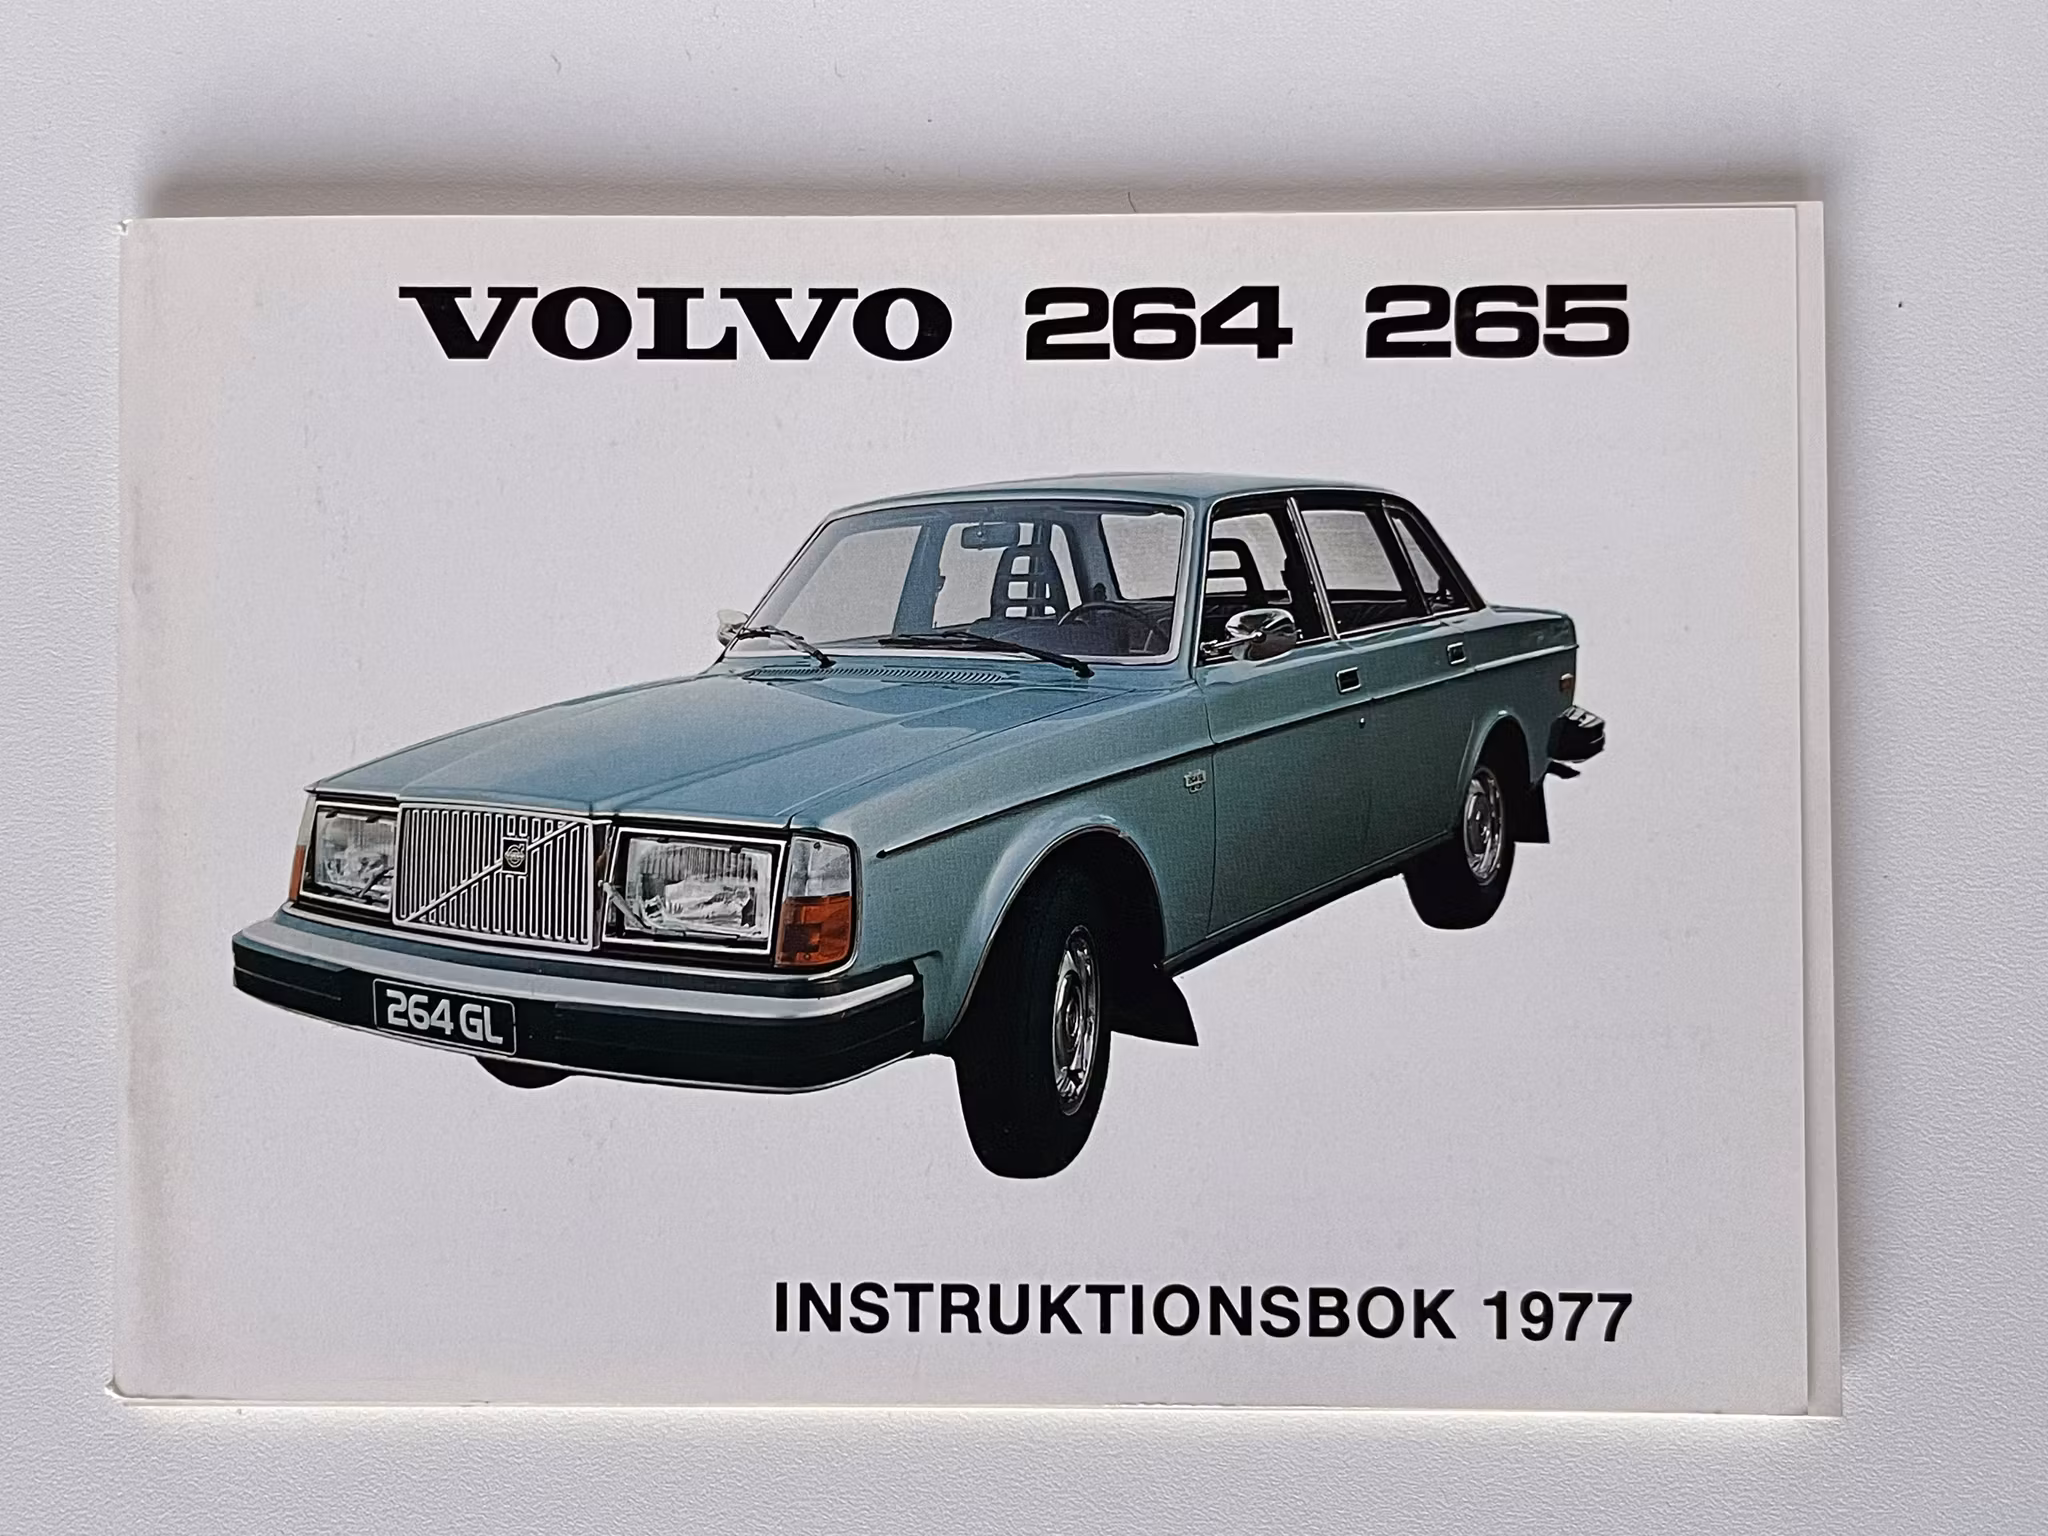 VOLVO 264 265
264 GL
INSTRUKTIONSBOK 1977